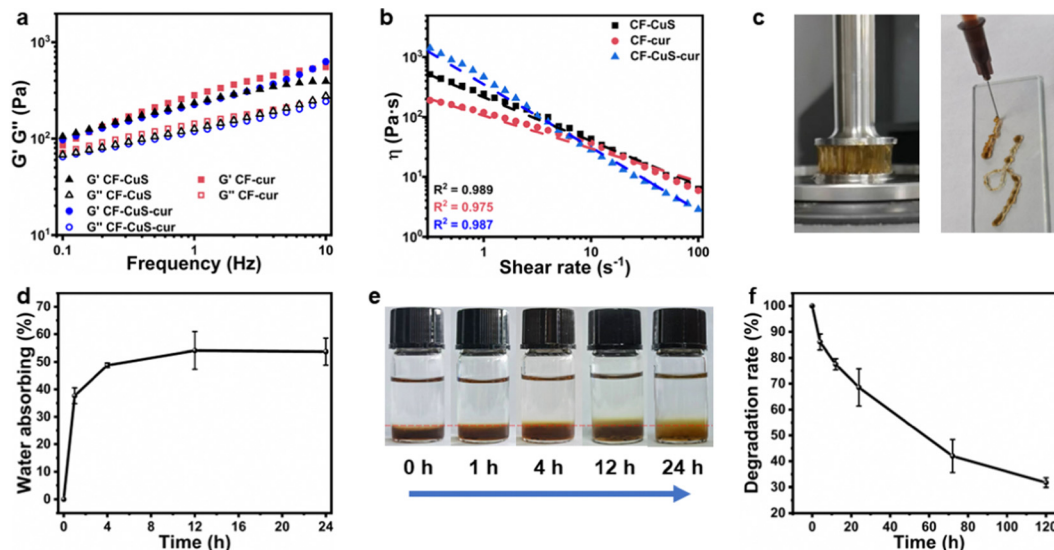 a
G' G'' (Pa)
10³
10²
10¹
G' CF-CuS
G'' CF-CuS
G' CF-CuS-cur
G'' CF-CuS-cur
G' CF-cur
G'' CF-cur
0.1 1 10
Frequency (Hz)
b
η (Pa·s)
10³
10²
10¹
10⁰
CF-CuS
CF-cur
CF-CuS-cur
R² = 0.989
R² = 0.975
R² = 0.987
1 10 100
Shear rate (s⁻¹)
c
d
Water absorbing (%)
70
60
50
40
30
20
10
0
0 4 8 12 16 20 24
Time (h)
e
0 h 1 h 4 h 12 h 24 h
f
Degradation rate (%)
100
90
80
70
60
50
40
30
20
0 20 40 60 80 100 120
Time (h)